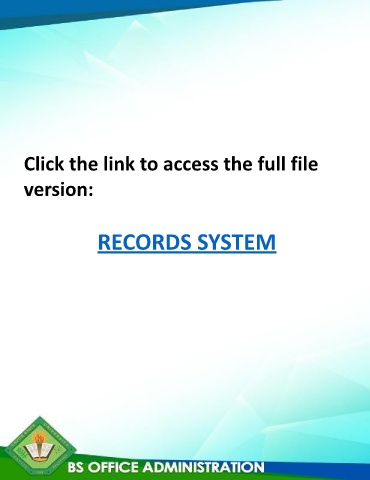 Click the link to access the full file
version:
RECORDS SYSTEM
BS OFFICE ADMINISTRATION